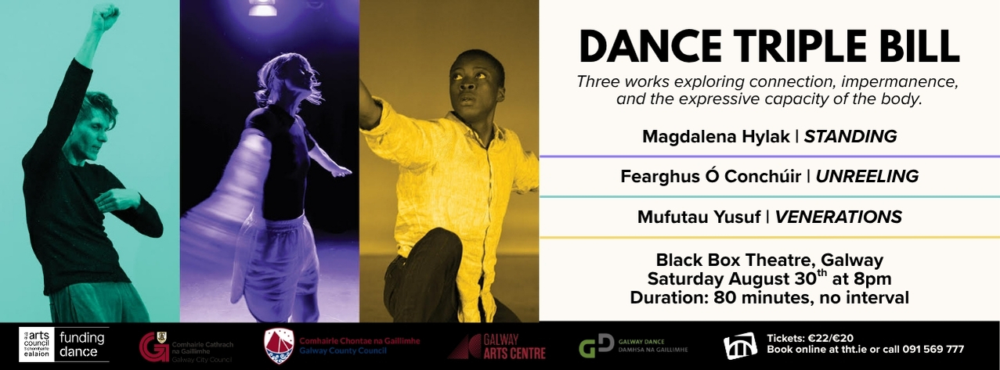 DANCE TRIPLE BILL
Three works exploring connection, impermanence,
and the expressive capacity of the body.
Magdalena Hylak | STANDING
Fearghus Ó Conchúir | UNREELING
Mufutau Yusuf | VENERATIONS
Black Box Theatre, Galway
Saturday August 30th at 8pm
Duration: 80 minutes, no interval
arts
council
chomhairle
ealaíon
funding
dance
Comhairle Cathrach
na Gaillimhe
Galway City Council
Comhairle Chontae na Gaillimhe
Galway County Council
GALWAY
ARTS CENTRE
GD
GALWAY DANCE
DAMHSA NA GAILLIMHE
Tickets: €22/€20
Book online at tht.ie or call 091 569 777